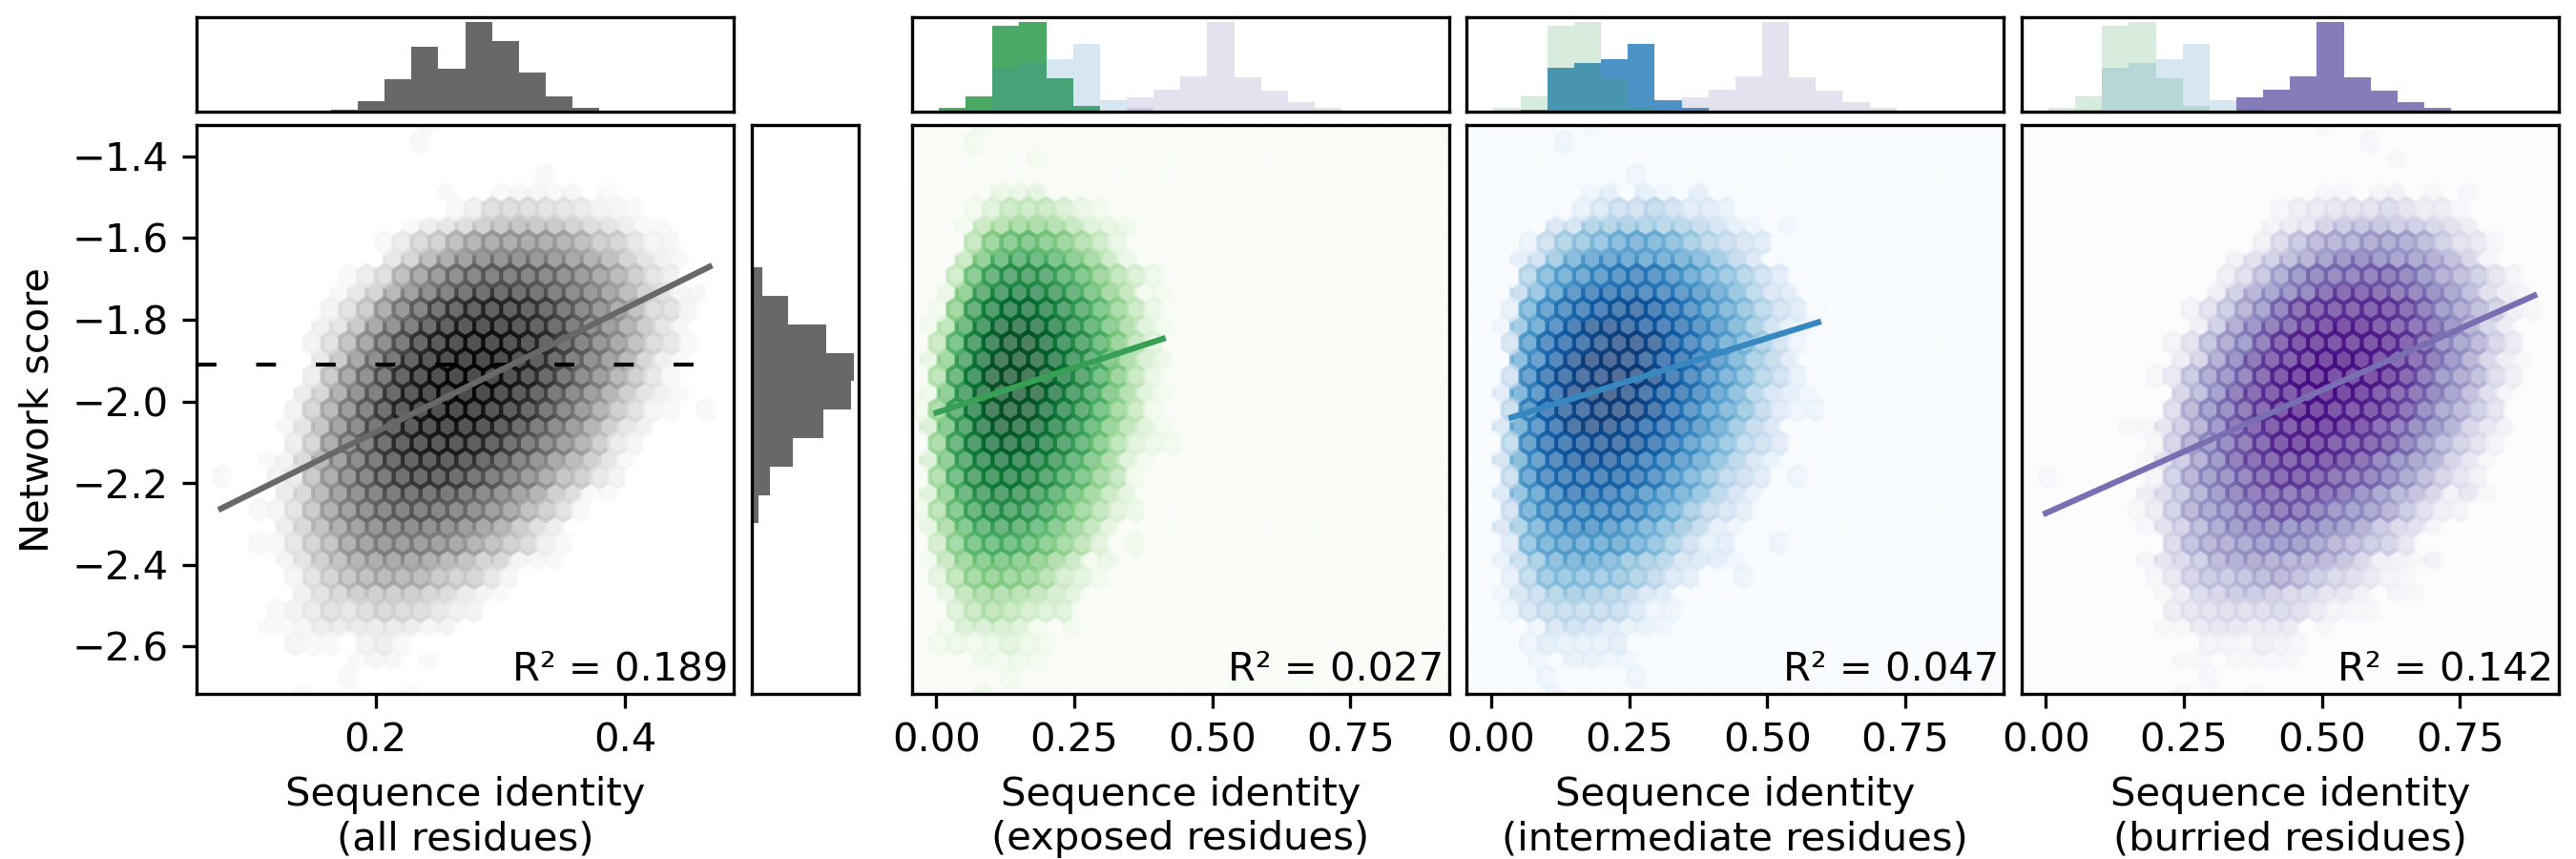 Network score
−1.4
−1.6
−1.8
−2.0
−2.2
−2.4
−2.6
R² = 0.189
0.2
0.4
Sequence identity
(all residues)
R² = 0.027
0.00
0.25
0.50
0.75
Sequence identity
(exposed residues)
R² = 0.047
0.00
0.25
0.50
0.75
Sequence identity
(intermediate residues)
R² = 0.142
0.00
0.25
0.50
0.75
Sequence identity
(burried residues)